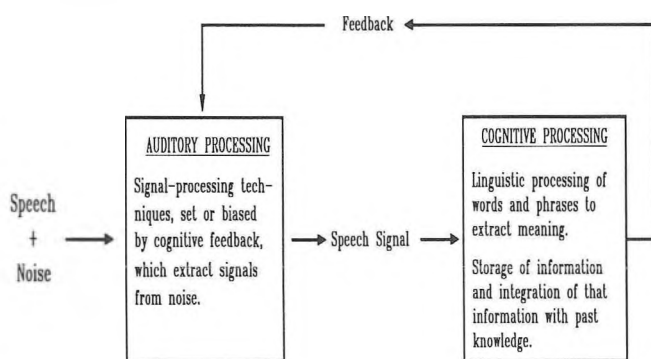 Feedback
AUDITORY PROCESSING
Signal-processing tech-
niques, set or biased
by cognitive feedback,
which extract signals
from noise.
COGNITIVE PROCESSING
Linguistic processing of
words and phrases to
extract meaning.
Storage of information
and integration of that
information with past
knowledge.
Speech
+
Noise
Speech Signal